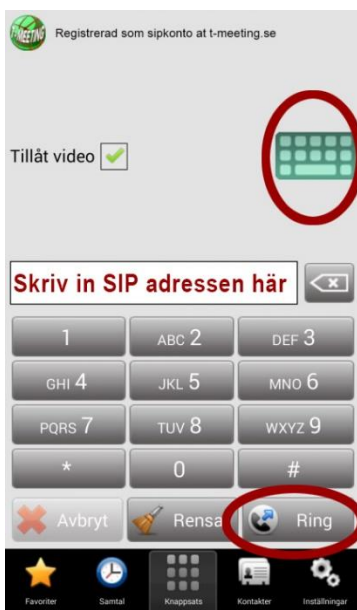 T-MEETING
Registrerad som sipkonto at t-meeting.se
Tillåt video
Skriv in SIP adressen här
1
ABC 2
DEF 3
GHI 4
JKL 5
MNO 6
PQRS 7
TUV 8
WXYZ 9
*
0
#
Avbryt
Rensa
Ring
Favoriter
Samtal
Knappsats
Kontakter
Inställningar